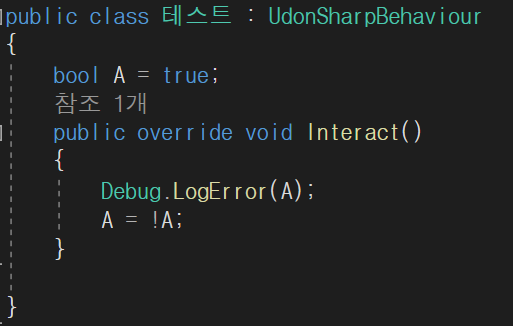 public class 테스트 : UdonSharpBehaviour
{
bool A = true;
참조 1개
public override void Interact()
{
Debug.LogError(A);
A = !A;
}
}